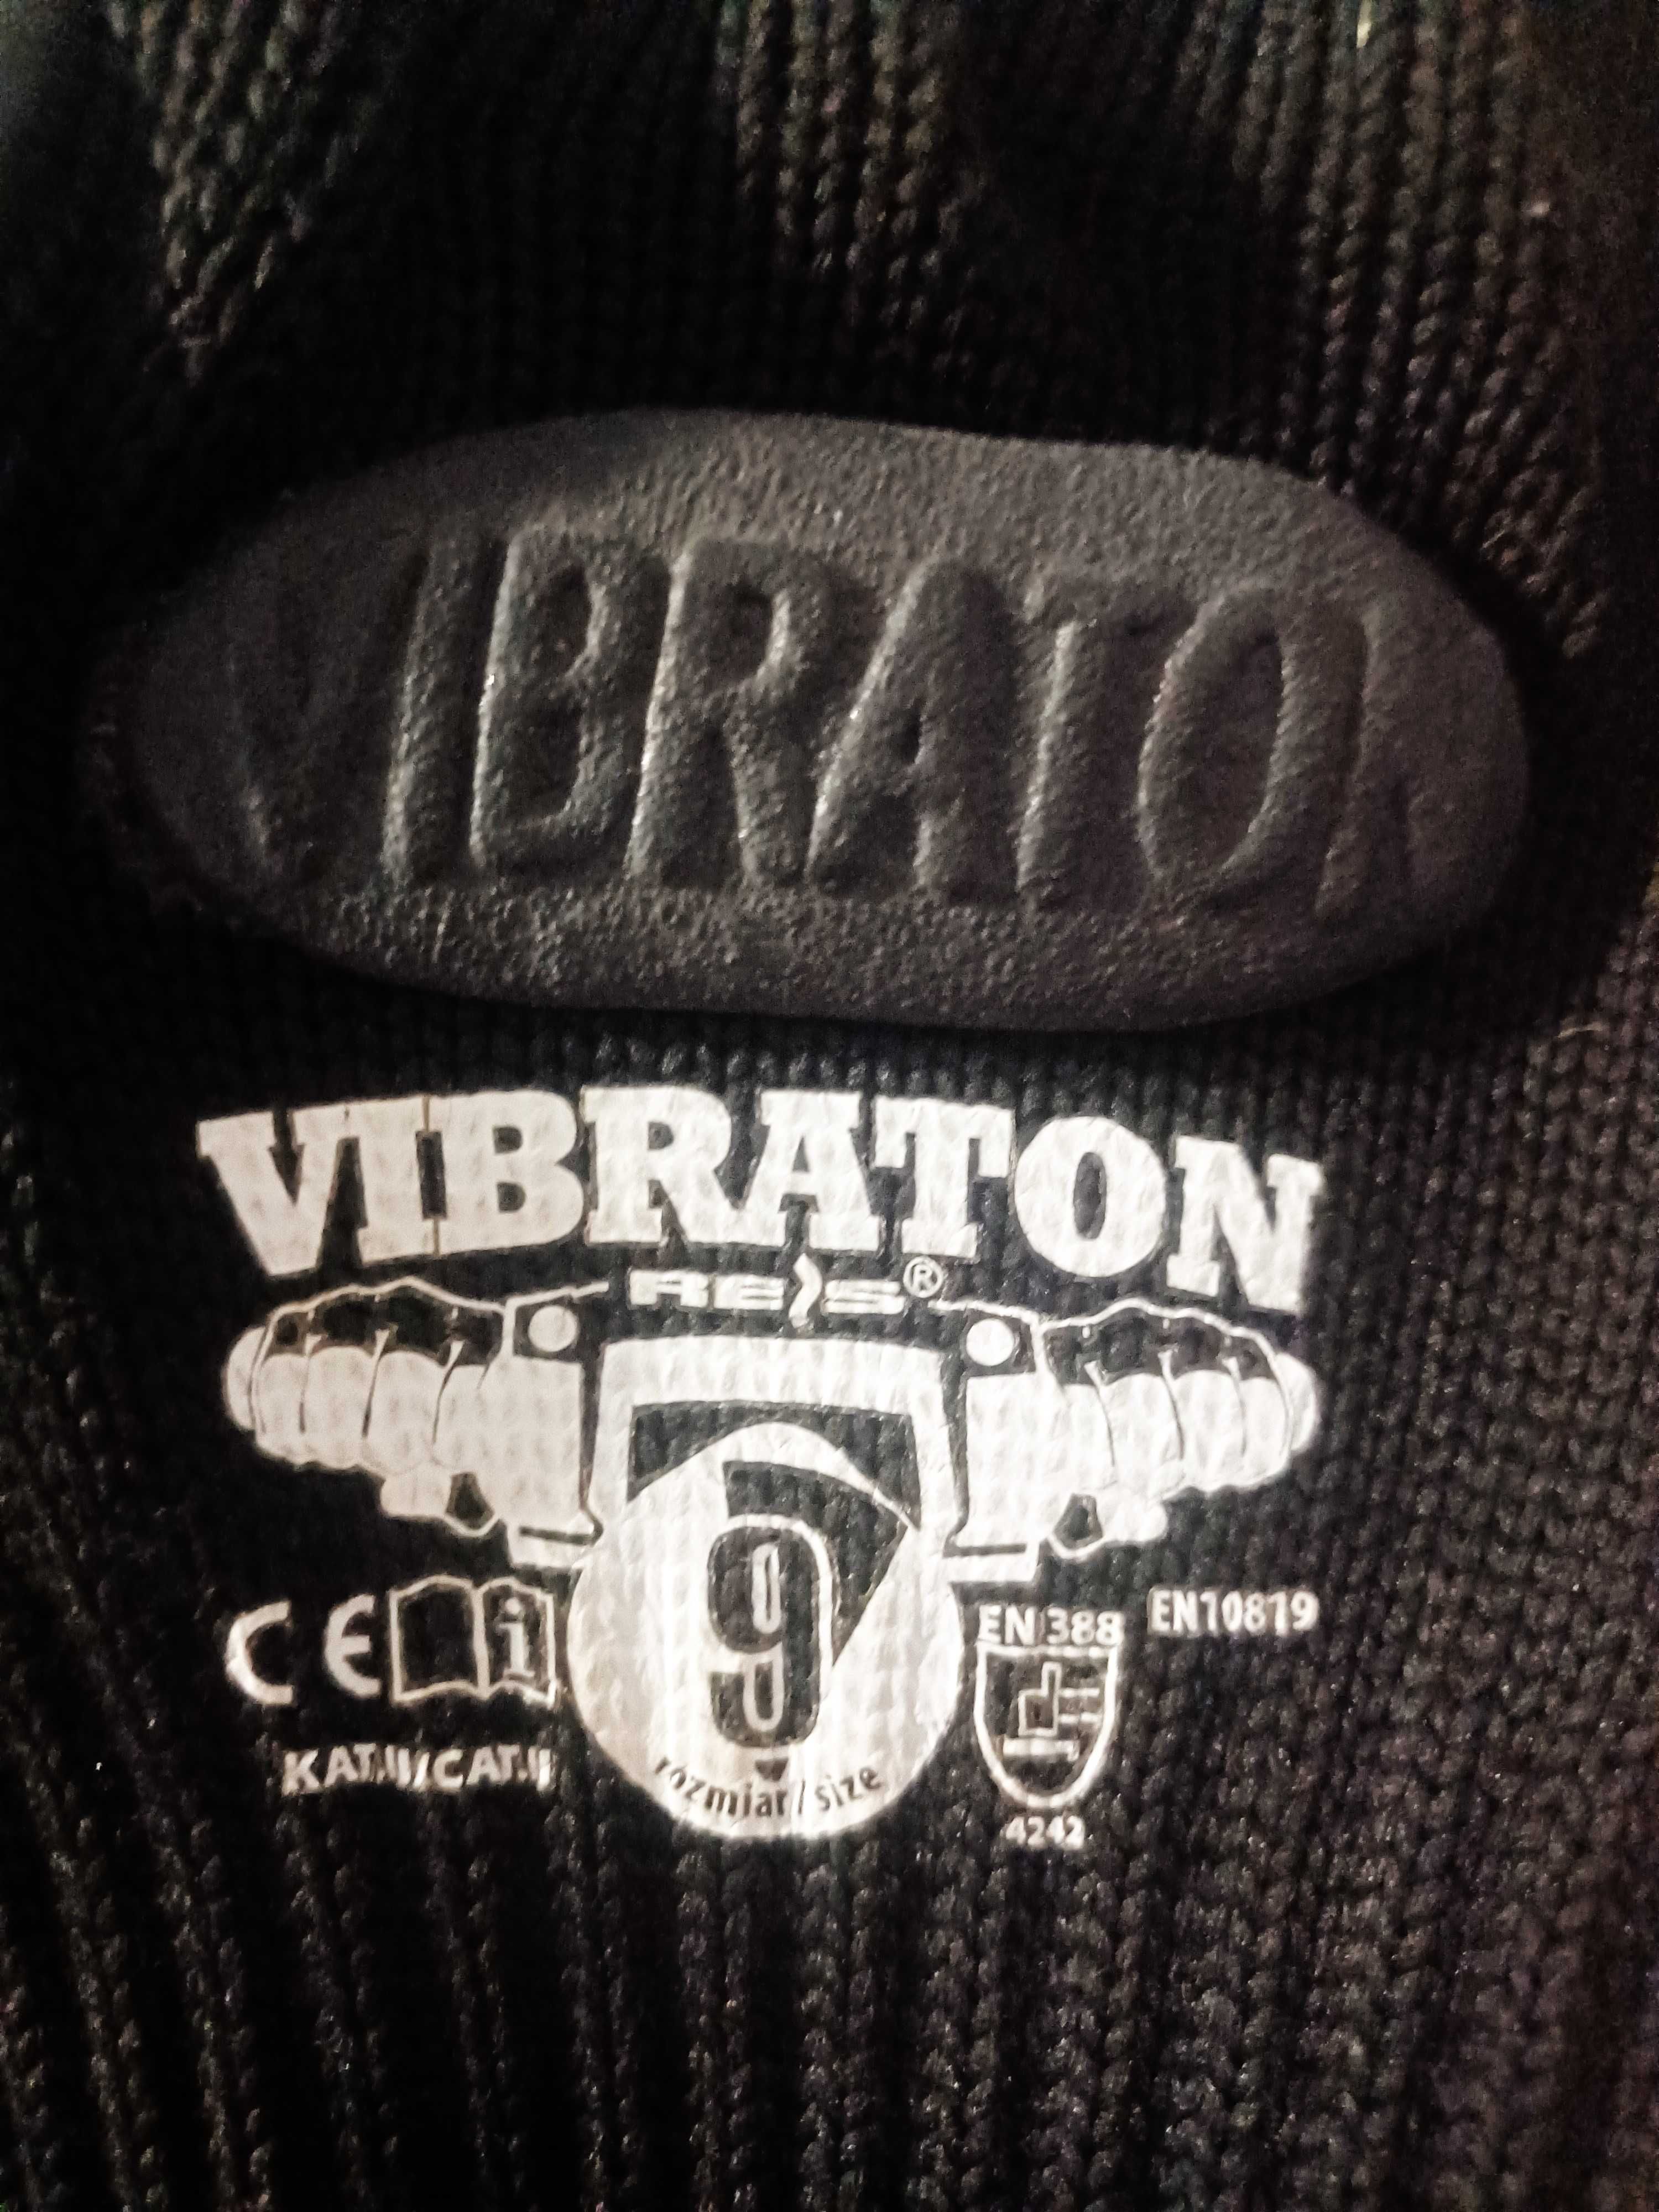 VIBRATON
VIBRATON
REIS®
CE i
EN 388
EN10819
9
KAT.II/CAT.II
rozmiar / size
4242